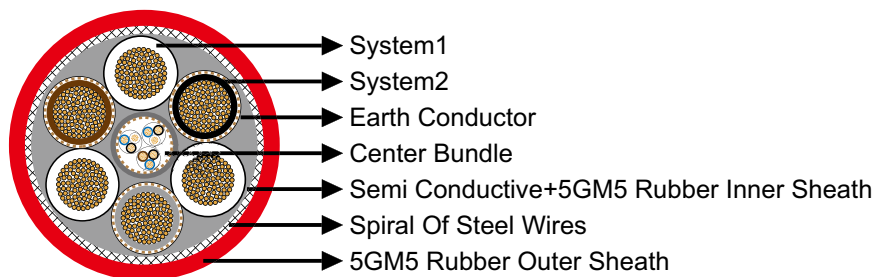 System1
System2
Earth Conductor
Center Bundle
Semi Conductive+5GM5 Rubber Inner Sheath
Spiral Of Steel Wires
5GM5 Rubber Outer Sheath